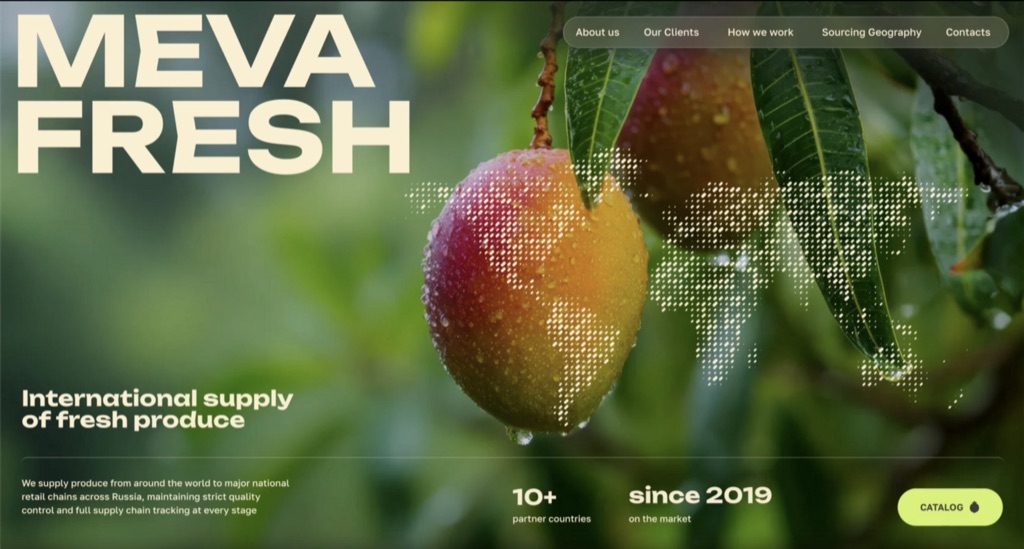 MEVA
FRESH
About us
Our Clients
How we work
Sourcing Geography
Contacts
International supply
of fresh produce
We supply produce from around the world to major national
retail chains across Russia, maintaining strict quality
control and full supply chain tracking at every stage
10+
partner countries
since 2019
on the market
CATALOG